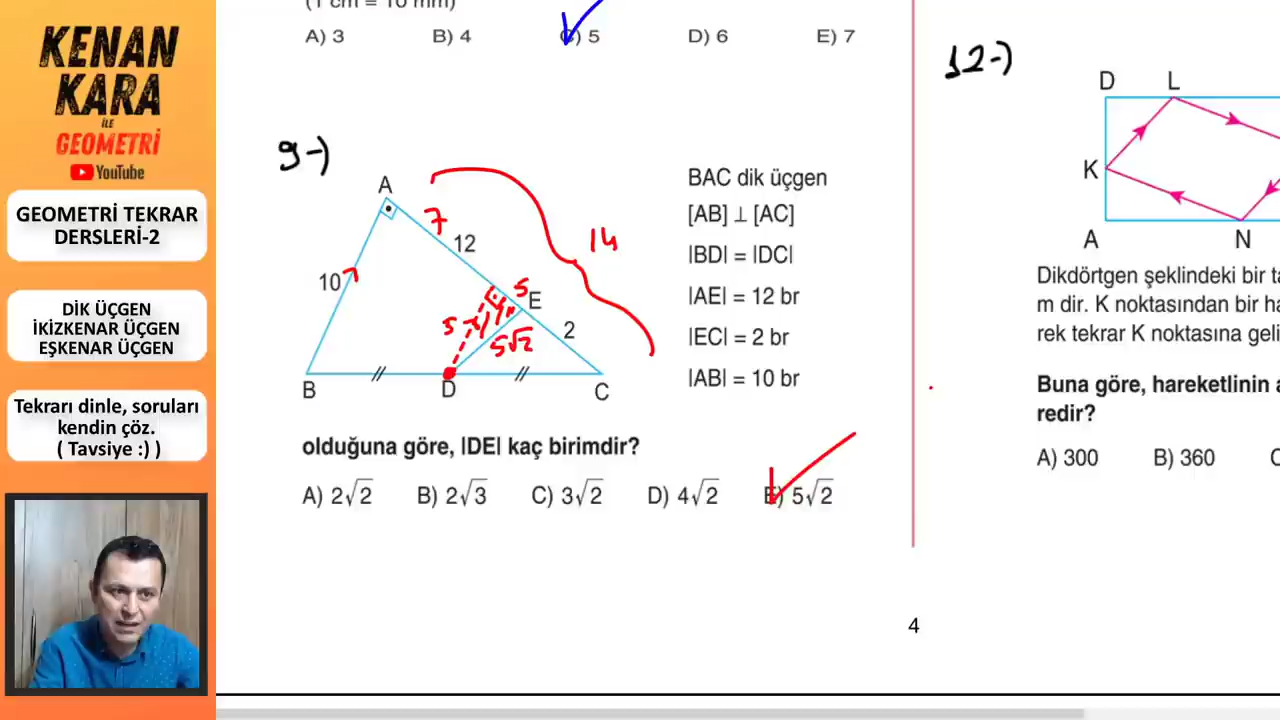 KENAN
KARA
İLE
GEOMETRİ
YouTube
GEOMETRİ TEKRAR
DERSLERİ-2
DİK ÜÇGEN
İKİZKENAR ÜÇGEN
EŞKENAR ÜÇGEN
Tekrarı dinle, soruları
kendin çöz.
( Tavsiye :) )
(1 cm = 10 mm)
A) 3 B) 4 C) 5 D) 6 E) 7
9-)
A
7
12
14
10
5
E
5
5√2
2
B
D
C
BAC dik üçgen
[AB] ⊥ [AC]
|BD| = |DC|
|AE| = 12 br
|EC| = 2 br
|AB| = 10 br
olduğuna göre, |DE| kaç birimdir?
A) 2√2 B) 2√3 C) 3√2 D) 4√2 E) 5√2
12-)
D L
K
A N
Dikdörtgen şeklindeki bir
m dir. K noktasından bir
rek tekrar K noktasına
Buna göre, hareketlinin
redir?
A) 300 B) 360
4